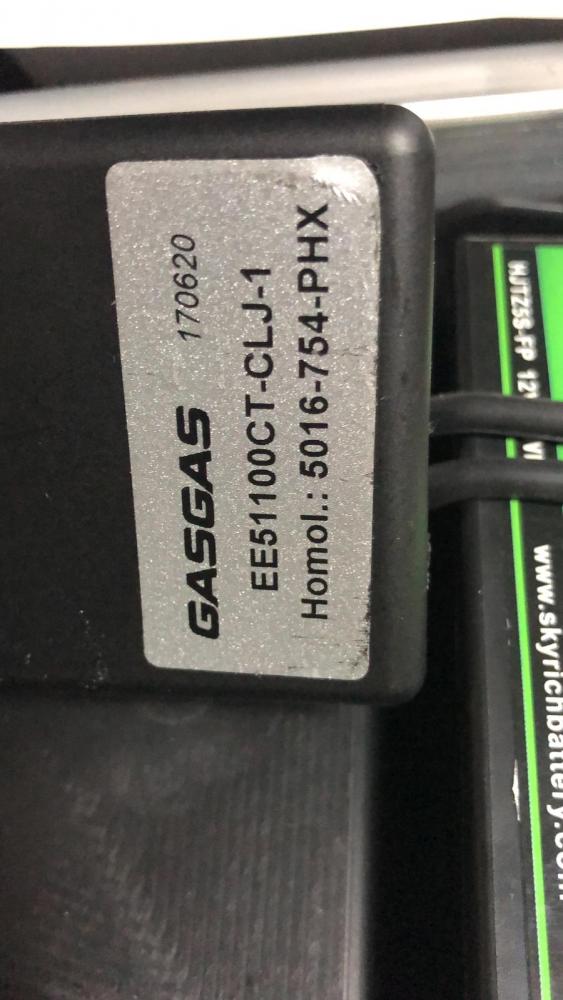 GASGAS 170620
EE51100CT-CLJ-1
Homol.: 5016-754-PHX
HJTZ5S-FP 12V
www.skyrichbattery.com